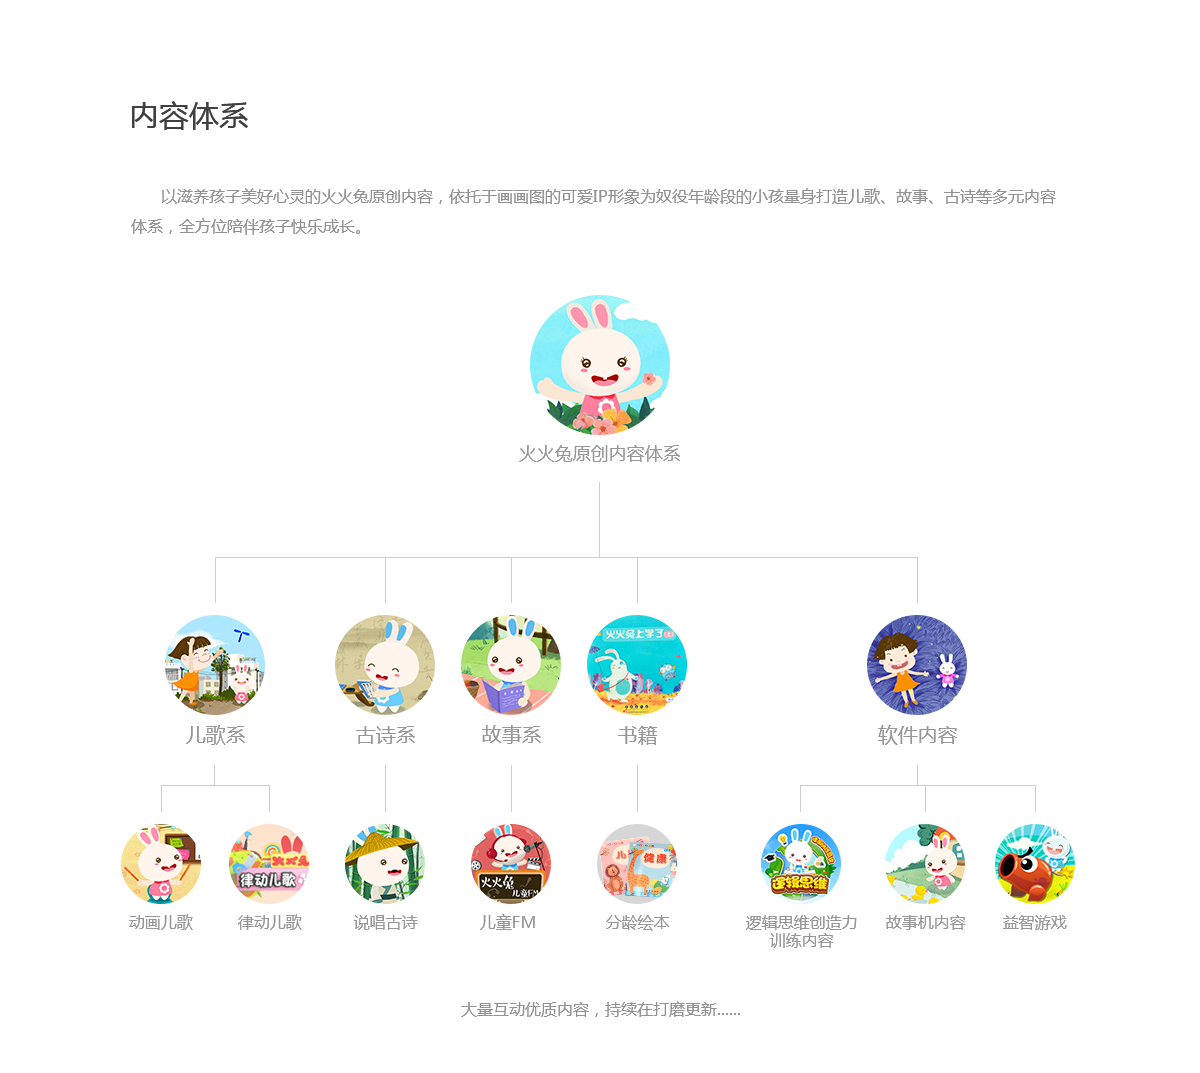 内容体系
以滋养孩子美好心灵的火火兔原创内容，依托于画画图的可爱IP形象为奴役年龄段的小孩量身打造儿歌、故事、古诗等多元内容
体系，全方位陪伴孩子快乐成长。
火火兔原创内容体系
火火兔上学了
儿歌系
古诗系
故事系
书籍
软件内容
律动儿歌
火火兔
儿童FM
儿
健康
逻辑思维
动画儿歌
律动儿歌
说唱古诗
儿童FM
分龄绘本
逻辑思维创造力
训练内容
故事机内容
益智游戏
大量互动优质内容，持续在打磨更新......